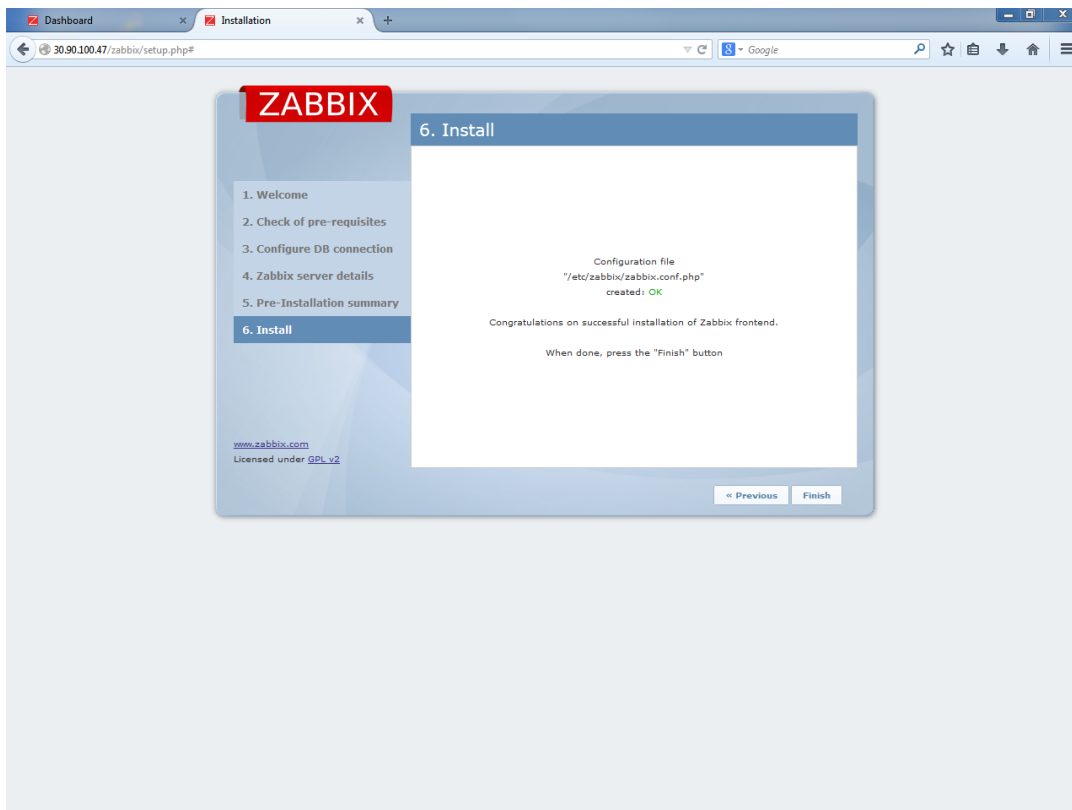 Dashboard
Installation
30.90.100.47/zabbix/setup.php#
Google
ZABBIX
6. Install
1. Welcome
2. Check of pre-requisites
3. Configure DB connection
4. Zabbix server details
5. Pre-Installation summary
6. Install
Configuration file
"/etc/zabbix/zabbix.conf.php"
created: OK
Congratulations on successful installation of Zabbix frontend.
When done, press the "Finish" button
www.zabbix.com
Licensed under GPL v2
« Previous
Finish